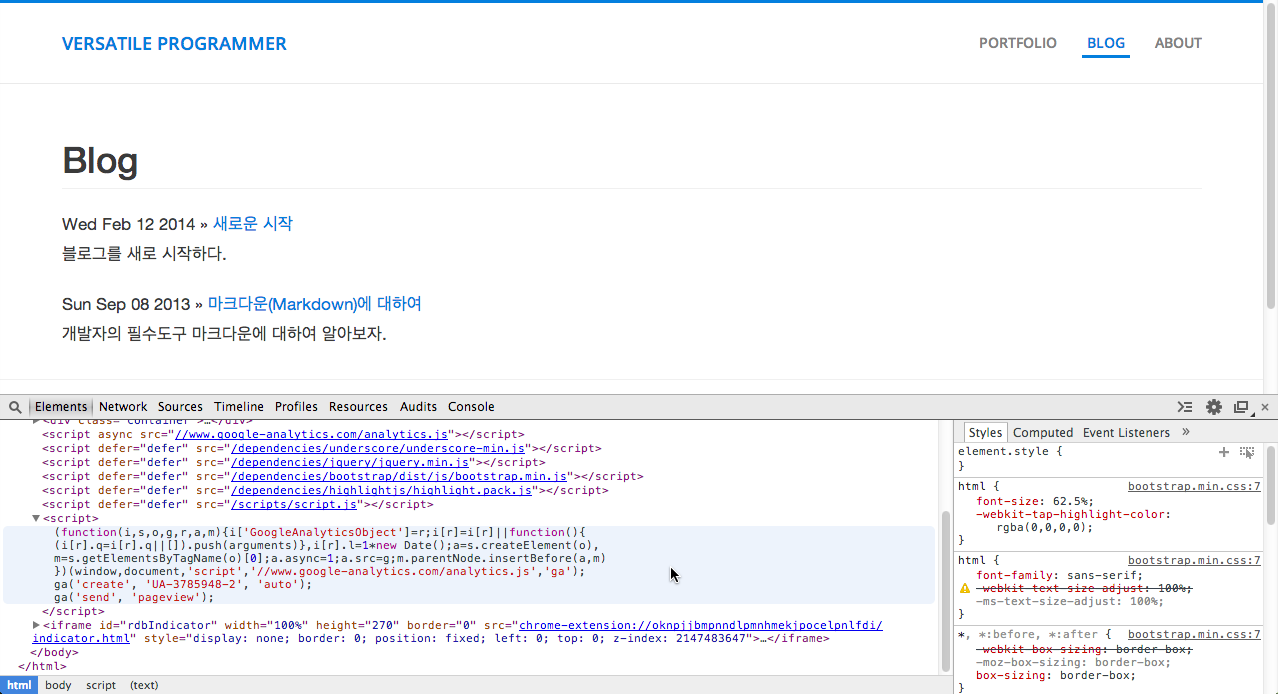 VERSATILE PROGRAMMER
PORTFOLIO BLOG ABOUT
Blog
Wed Feb 12 2014 » 새로운 시작
블로그를 새로 시작하다.
Sun Sep 08 2013 » 마크다운(Markdown)에 대하여
개발자의 필수도구 마크다운에 대하여 알아보자.
Elements Network Sources Timeline Profiles Resources Audits Console
<div class="container">…</div>
<script async src="//www.google-analytics.com/analytics.js"></script>
<script defer="defer" src="/dependencies/underscore/underscore-min.js"></script>
<script defer="defer" src="/dependencies/jquery/jquery.min.js"></script>
<script defer="defer" src="/dependencies/bootstrap/dist/js/bootstrap.min.js"></script>
<script defer="defer" src="/dependencies/highlightjs/highlight.pack.js"></script>
<script defer="defer" src="/scripts/script.js"></script>
▼<script>
(function(i,s,o,g,r,a,m){i['GoogleAnalyticsObject']=r;i[r]=i[r]||function(){
(i[r].q=i[r].q||[]).push(arguments)},i[r].l=1*new Date();a=s.createElement(o),
m=s.getElementsByTagName(o)[0];a.async=1;a.src=g;m.parentNode.insertBefore(a,m)
})(window,document,'script','//www.google-analytics.com/analytics.js','ga');
ga('create', 'UA-3785948-2', 'auto');
ga('send', 'pageview');
</script>
▶<iframe id="rdbIndicator" width="100%" height="270" border="0" src="chrome-extension://oknpjjbmpnndlpmnhmekjpocelpnlfdi/
indicator.html" style="display: none; border: 0; position: fixed; left: 0; top: 0; z-index: 2147483647">…</iframe>
</body>
</html>
html body script (text)
Styles Computed Event Listeners »
element.style {
}
html { bootstrap.min.css:7
font-size: 62.5%;
-webkit-tap-highlight-color:
rgba(0,0,0,0);
}
html { bootstrap.min.css:7
font-family: sans-serif;
-webkit-text-size-adjust: 100%;
-ms-text-size-adjust: 100%;
}
*, *:before, *:after { bootstrap.min.css:7
-webkit-box-sizing: border-box;
-moz-box-sizing: border-box;
box-sizing: border-box;
}